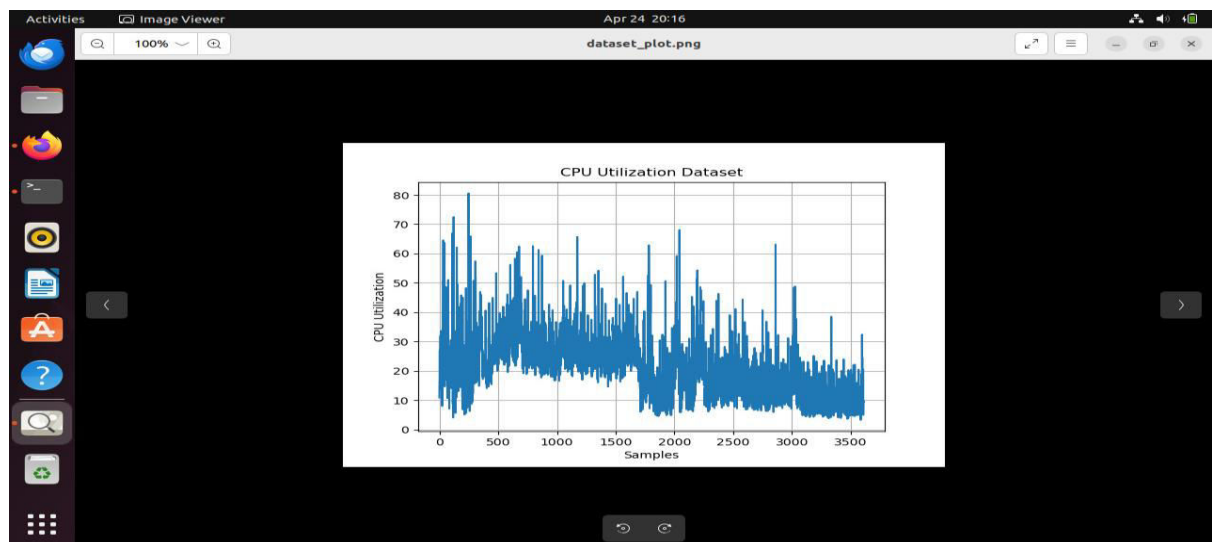 Activities Image Viewer Apr 24 20:16
100% dataset_plot.png
CPU Utilization Dataset
80
70
60
50
40
30
20
10
0
CPU Utilization
0 500 1000 1500 2000 2500 3000 3500
Samples